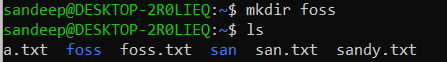 sandeep@DESKTOP-2R0LIEQ:~$ mkdir foss
sandeep@DESKTOP-2R0LIEQ:~$ ls
a.txt  foss  foss.txt  san  san.txt  sandy.txt